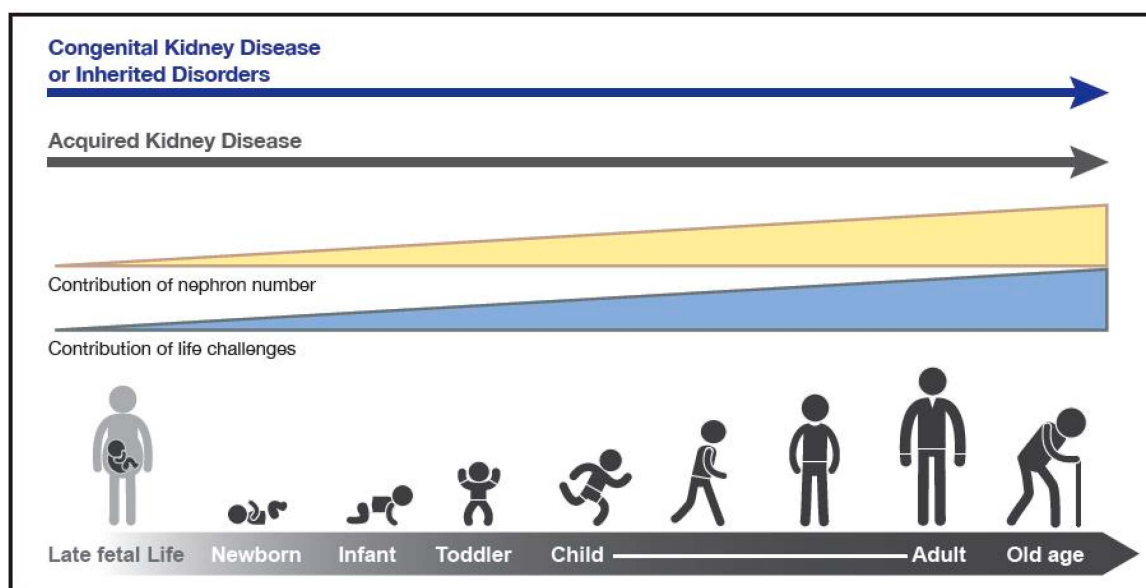 Congenital Kidney Disease
or Inherited Disorders
Acquired Kidney Disease
Contribution of nephron number
Contribution of life challenges
Late fetal Life Newborn Infant Toddler Child Adult Old age